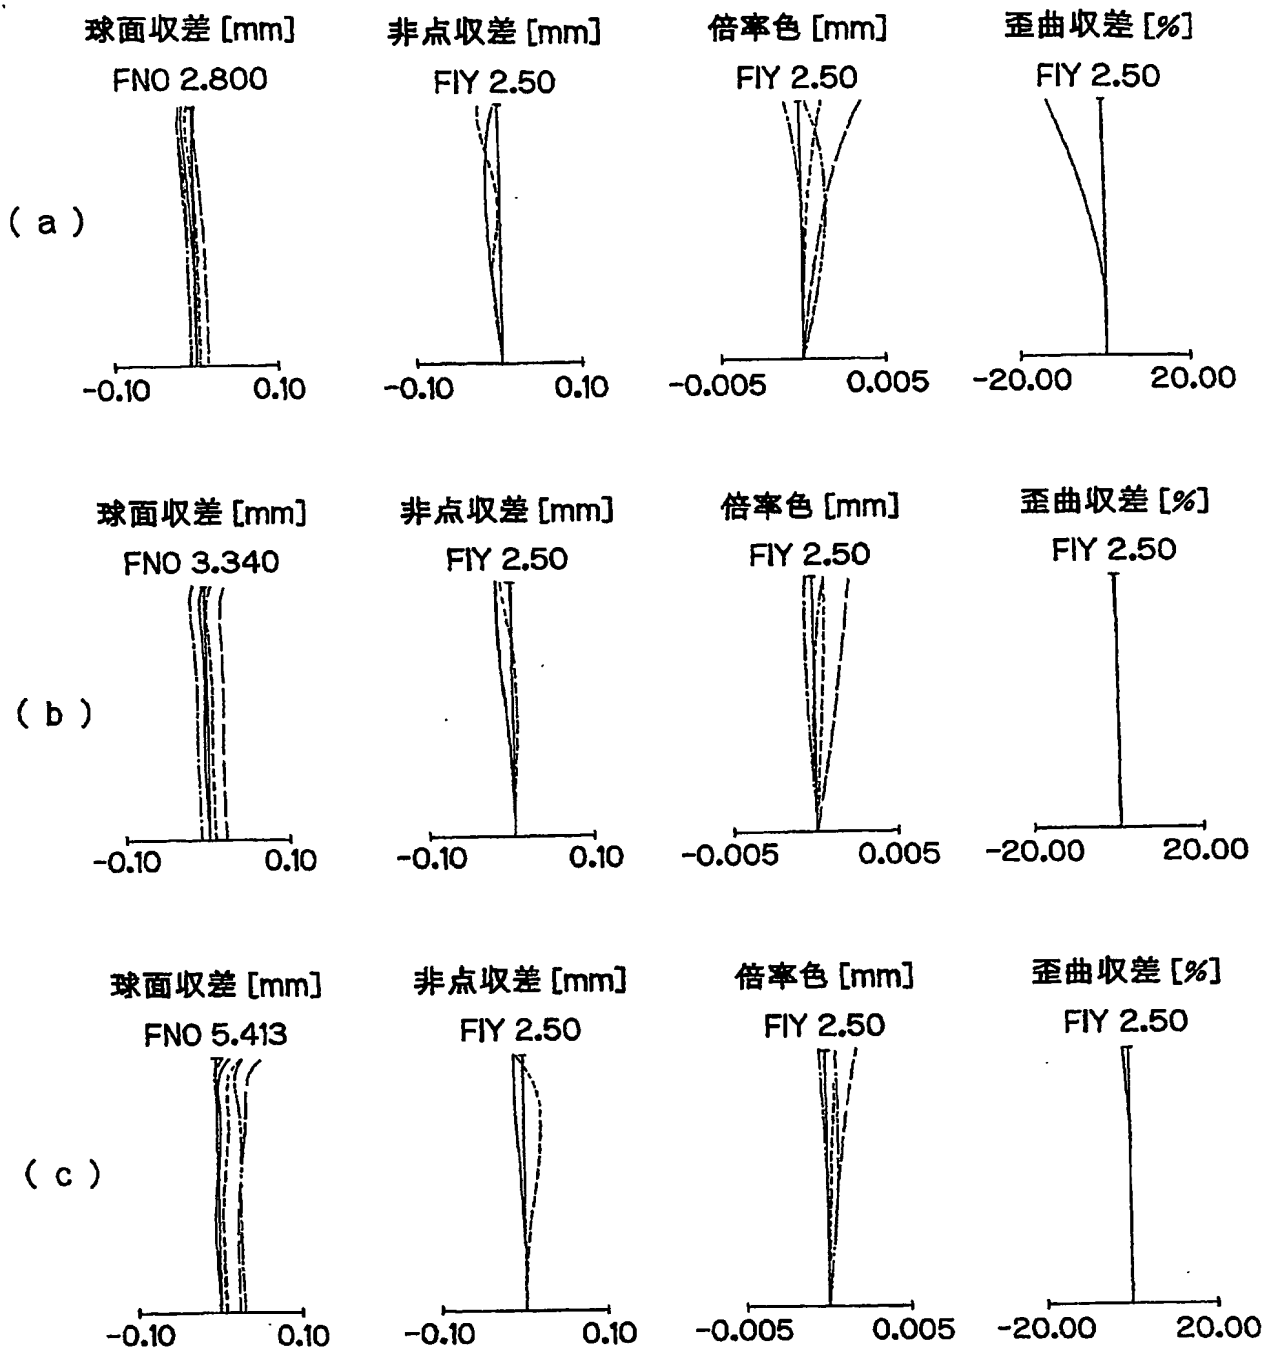 球面収差 [mm] 非点収差 [mm] 倍率色 [mm] 歪曲収差 [%]
FNO 2.800 FIY 2.50 FIY 2.50 FIY 2.50
( a )
-0.10 0.10 -0.10 0.10 -0.005 0.005 -20.00 20.00
球面収差 [mm] 非点収差 [mm] 倍率色 [mm] 歪曲収差 [%]
FNO 3.340 FIY 2.50 FIY 2.50 FIY 2.50
( b )
-0.10 0.10 -0.10 0.10 -0.005 0.005 -20.00 20.00
球面収差 [mm] 非点収差 [mm] 倍率色 [mm] 歪曲収差 [%]
FNO 5.413 FIY 2.50 FIY 2.50 FIY 2.50
( c )
-0.10 0.10 -0.10 0.10 -0.005 0.005 -20.00 20.00